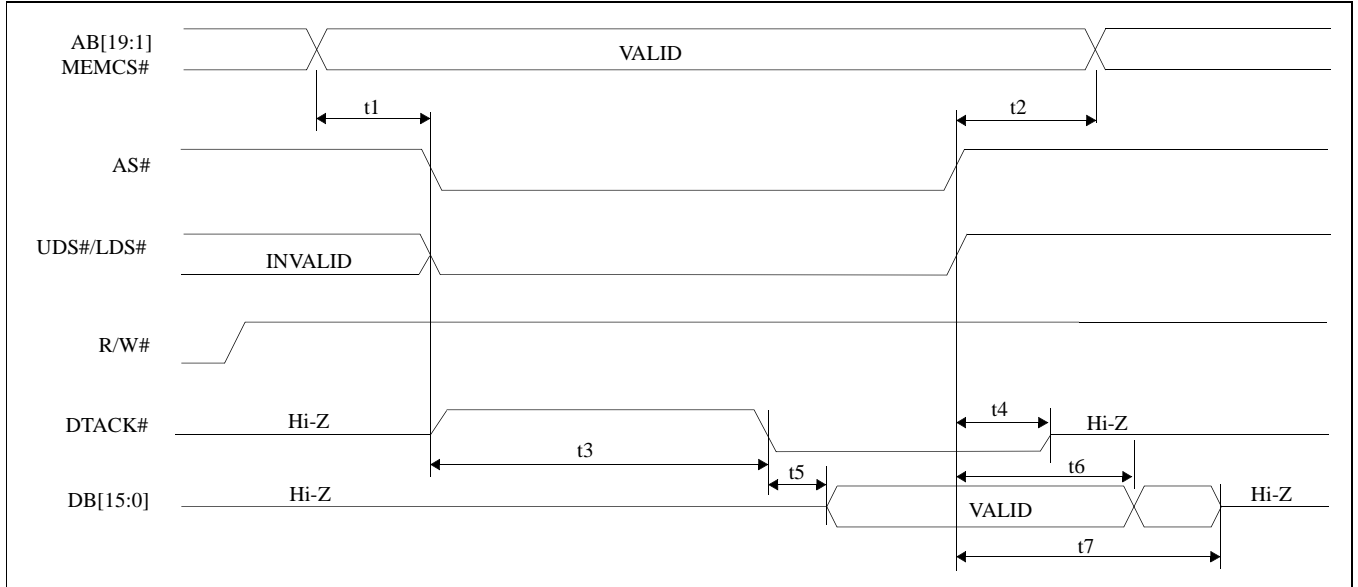 AB[19:1]
MEMCS#
VALID
t1
t2
AS#
UDS#/LDS#
INVALID
R/W#
DTACK#
Hi-Z
t4
Hi-Z
t3
t5
t6
DB[15:0]
Hi-Z
VALID
Hi-Z
t7